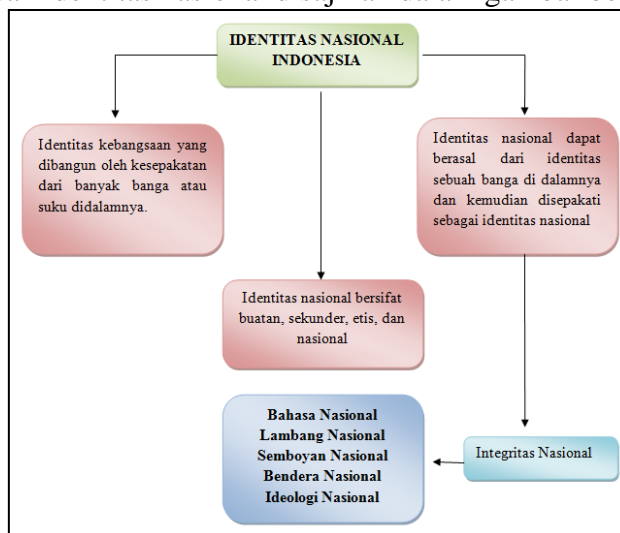 IDENTITAS NASIONAL
INDONESIA
Identitas kebangsaan yang
dibangun oleh kesepakatan
dari banyak banga atau
suku didalamnya.
Identitas nasional dapat
berasal dari identitas
sebuah banga di dalamnya
dan kemudian disepakati
sebagai identitas nasional
Identitas nasional bersifat
buatan, sekunder, etis, dan
nasional
Bahasa Nasional
Lambang Nasional
Semboyan Nasional
Bendera Nasional
Ideologi Nasional
Integritas Nasional